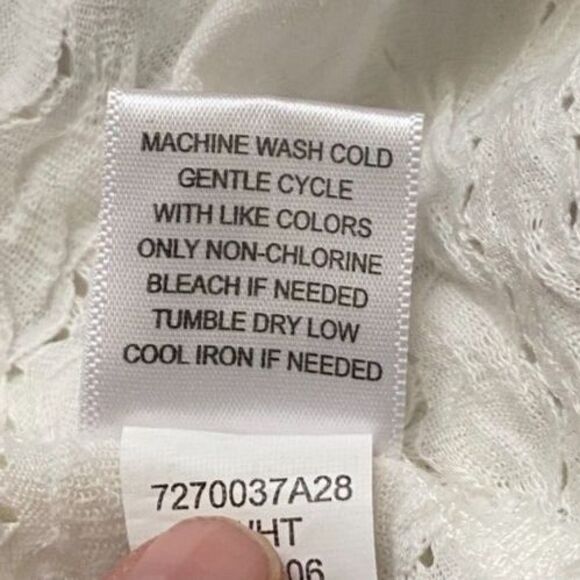 MACHINE WASH COLD
GENTLE CYCLE
WITH LIKE COLORS
ONLY NON-CHLORINE
BLEACH IF NEEDED
TUMBLE DRY LOW
COOL IRON IF NEEDED
7270037A28